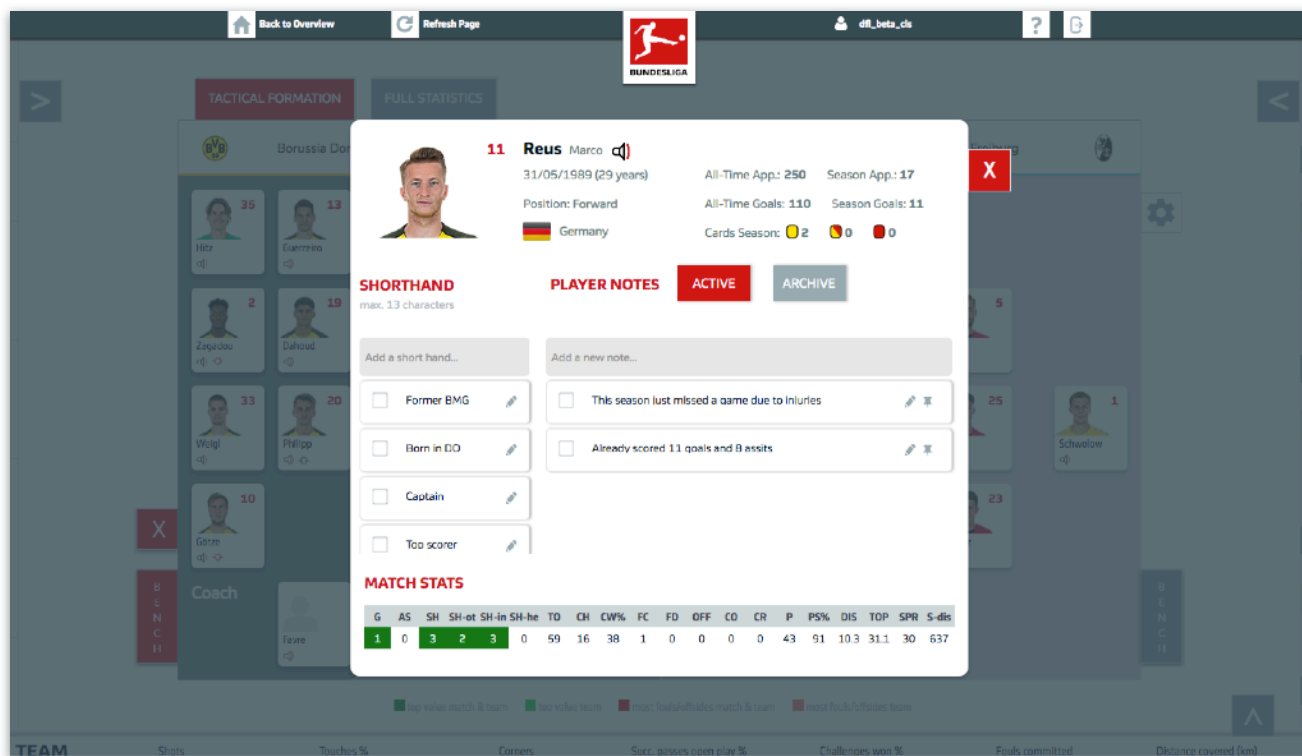 Back to Overview
Refresh Page
BUNDESLIGA
dfl_beta_cls
?
>
<
TACTICAL FORMATION
FULL STATISTICS
BVB
Borussia Dor
Freiburg
X
11 Reus Marco
31/05/1989 (29 years)
All-Time App.: 250 Season App.: 17
Position: Forward
All-Time Goals: 110 Season Goals: 11
Germany
Cards Season: 2 0 0
35
Hitz
13
Guerreiro
2
Zagadou
19
Dahoud
5
33
Weigl
20
Philipp
25
1
Schwolow
10
Götze
23
X
BENCH
BENCH
Coach
Favre
SHORTHAND
max. 13 characters
PLAYER NOTES
ACTIVE
ARCHIVE
Add a short hand...
Add a new note...
Former BMG
This season just missed a game due to injuries
Born in DO
Already scored 11 goals and 8 assits
Captain
Top scorer
MATCH STATS
G AS SH SH-ot SH-in SH-he TO CH CW% FC FD OFF CO CR P PS% DIS TOP SPR S-dis
1 0 3 2 3 0 59 16 38 1 0 0 0 0 43 91 10.3 31.1 30 637
top value match & team
top value team
most fouls/offsides match & team
most fouls/offsides team
TEAM
Shots
Touches %
Corners
Succ. passes open play %
Challenges won %
Fouls committed
Distance covered (km)